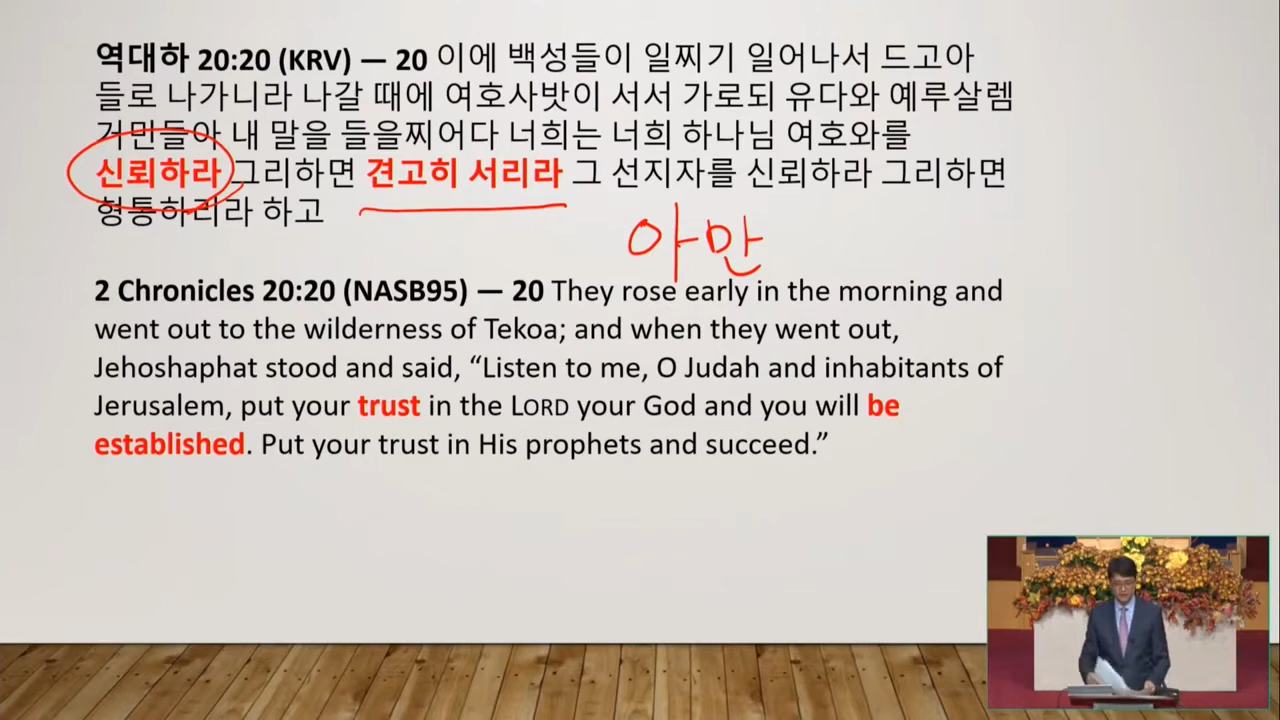 역대하 20:20 (KRV) — 20 이에 백성들이 일찌기 일어나서 드고아
들로 나가니라 나갈 때에 여호사밧이 서서 가로되 유다와 예루살렘
거민들아 내 말을 들을찌어다 너희는 너희 하나님 여호와를
신뢰하라 그리하면 견고히 서리라 그 선지자를 신뢰하라 그리하면
형통하리라 하고
아만
2 Chronicles 20:20 (NASB95) — 20 They rose early in the morning and
went out to the wilderness of Tekoa; and when they went out,
Jehoshaphat stood and said, “Listen to me, O Judah and inhabitants of
Jerusalem, put your trust in the LORD your God and you will be
established. Put your trust in His prophets and succeed.”